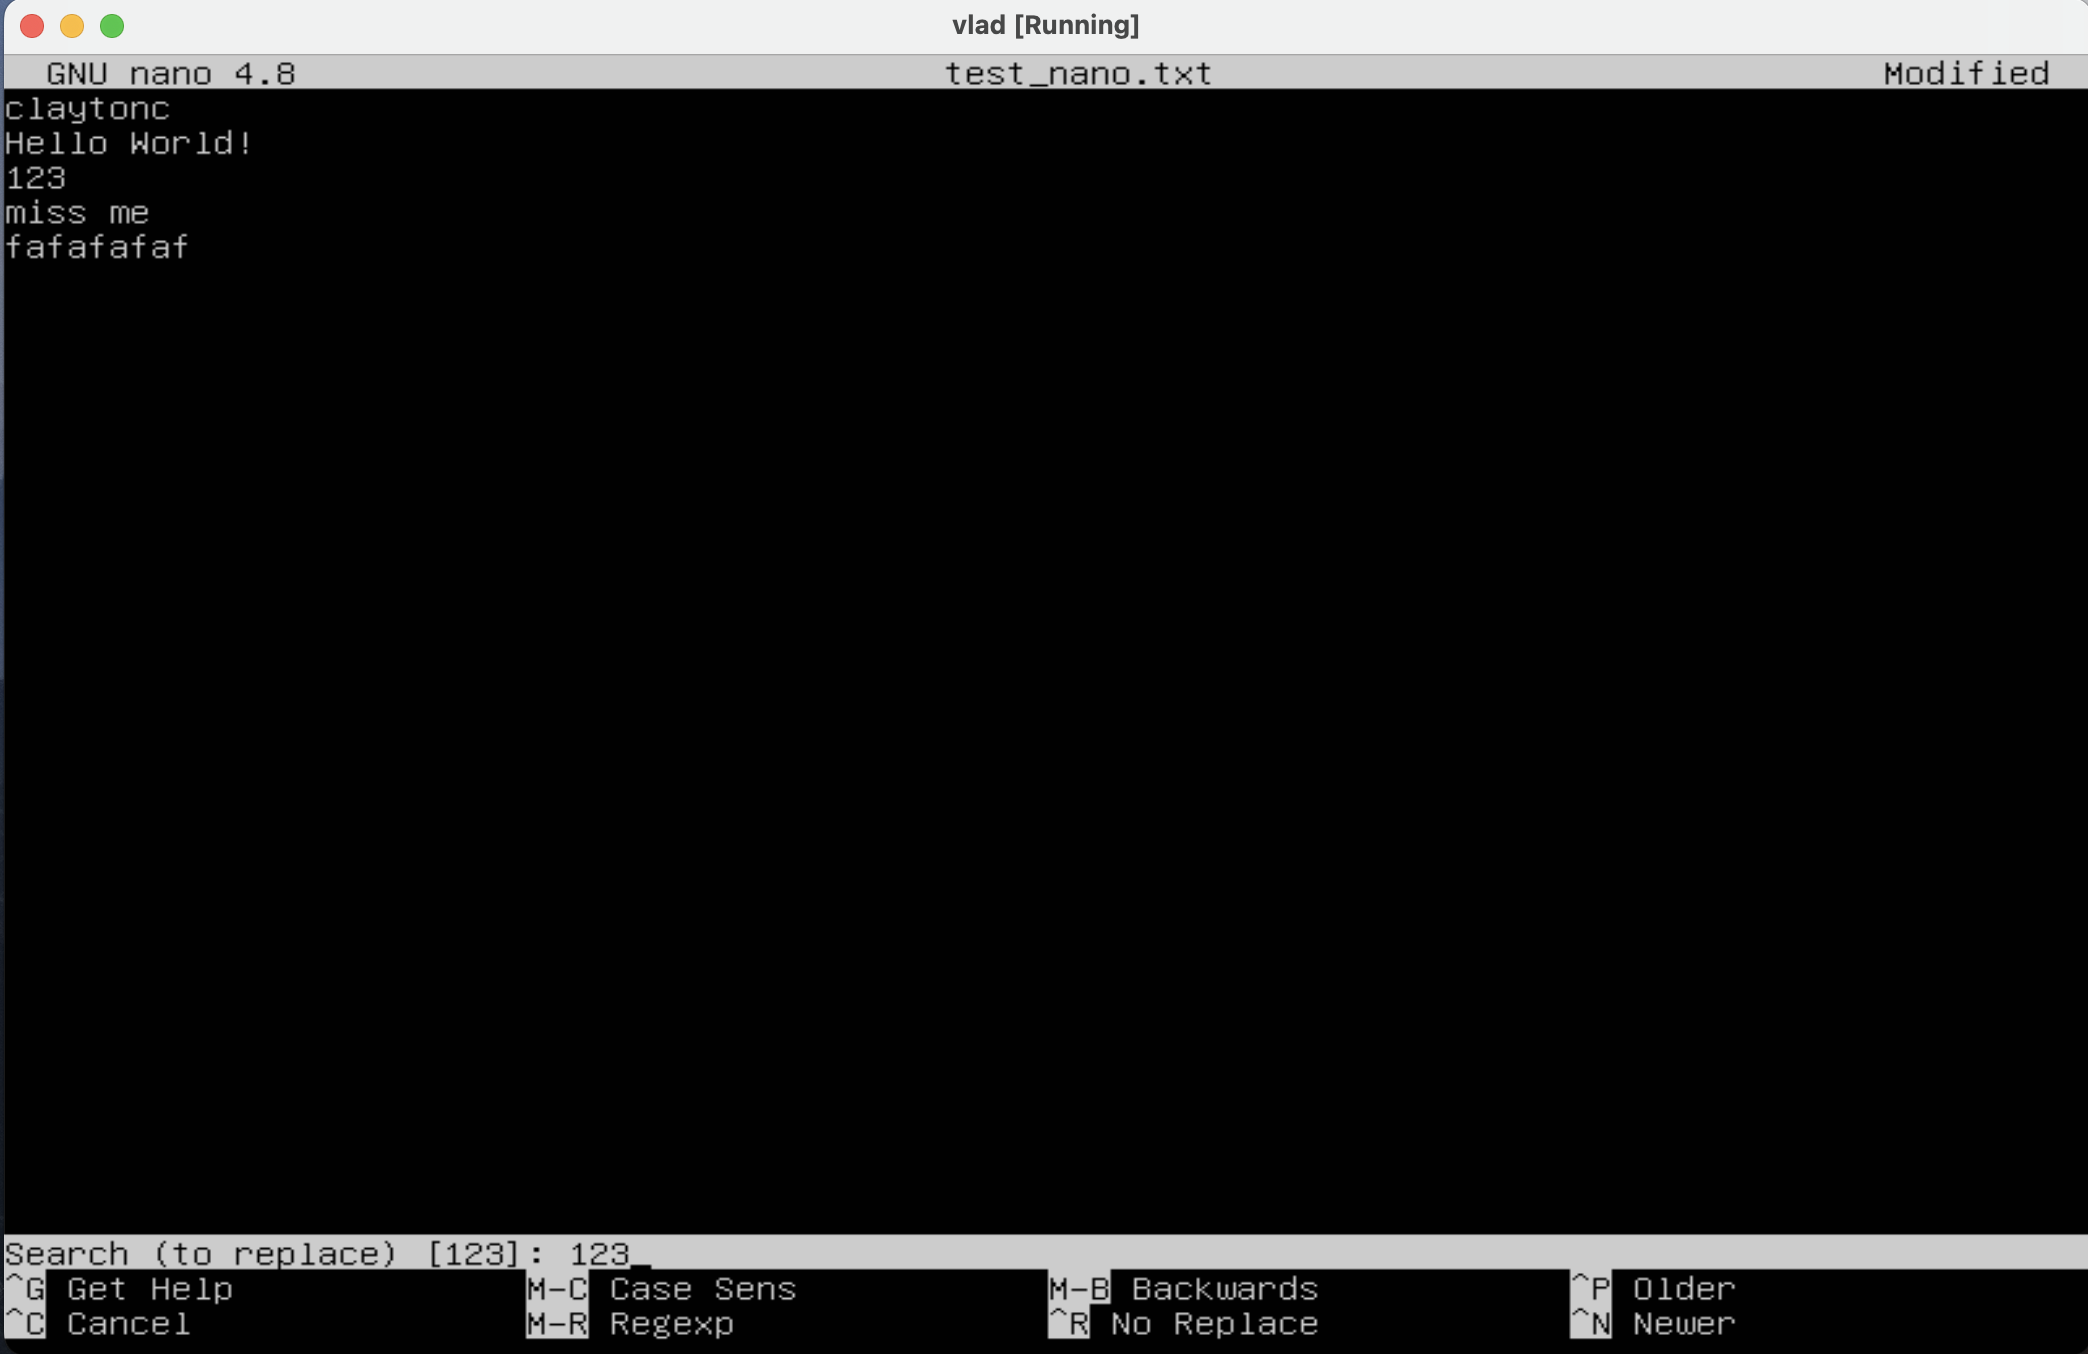 vlad [Running]
GNU nano 4.8 test_nano.txt Modified
claytonc
Hello World!
123
miss me
fafafafaf
Search (to replace) [123]: 123_
^G Get Help M-C Case Sens M-B Backwards ^P Older
^C Cancel M-R Regexp ^R No Replace ^N Newer